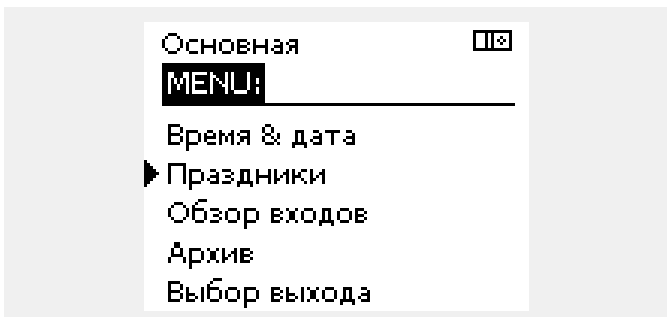 Основная
MENU:
Время & дата
Праздники
Обзор входов
Архив
Выбор выхода